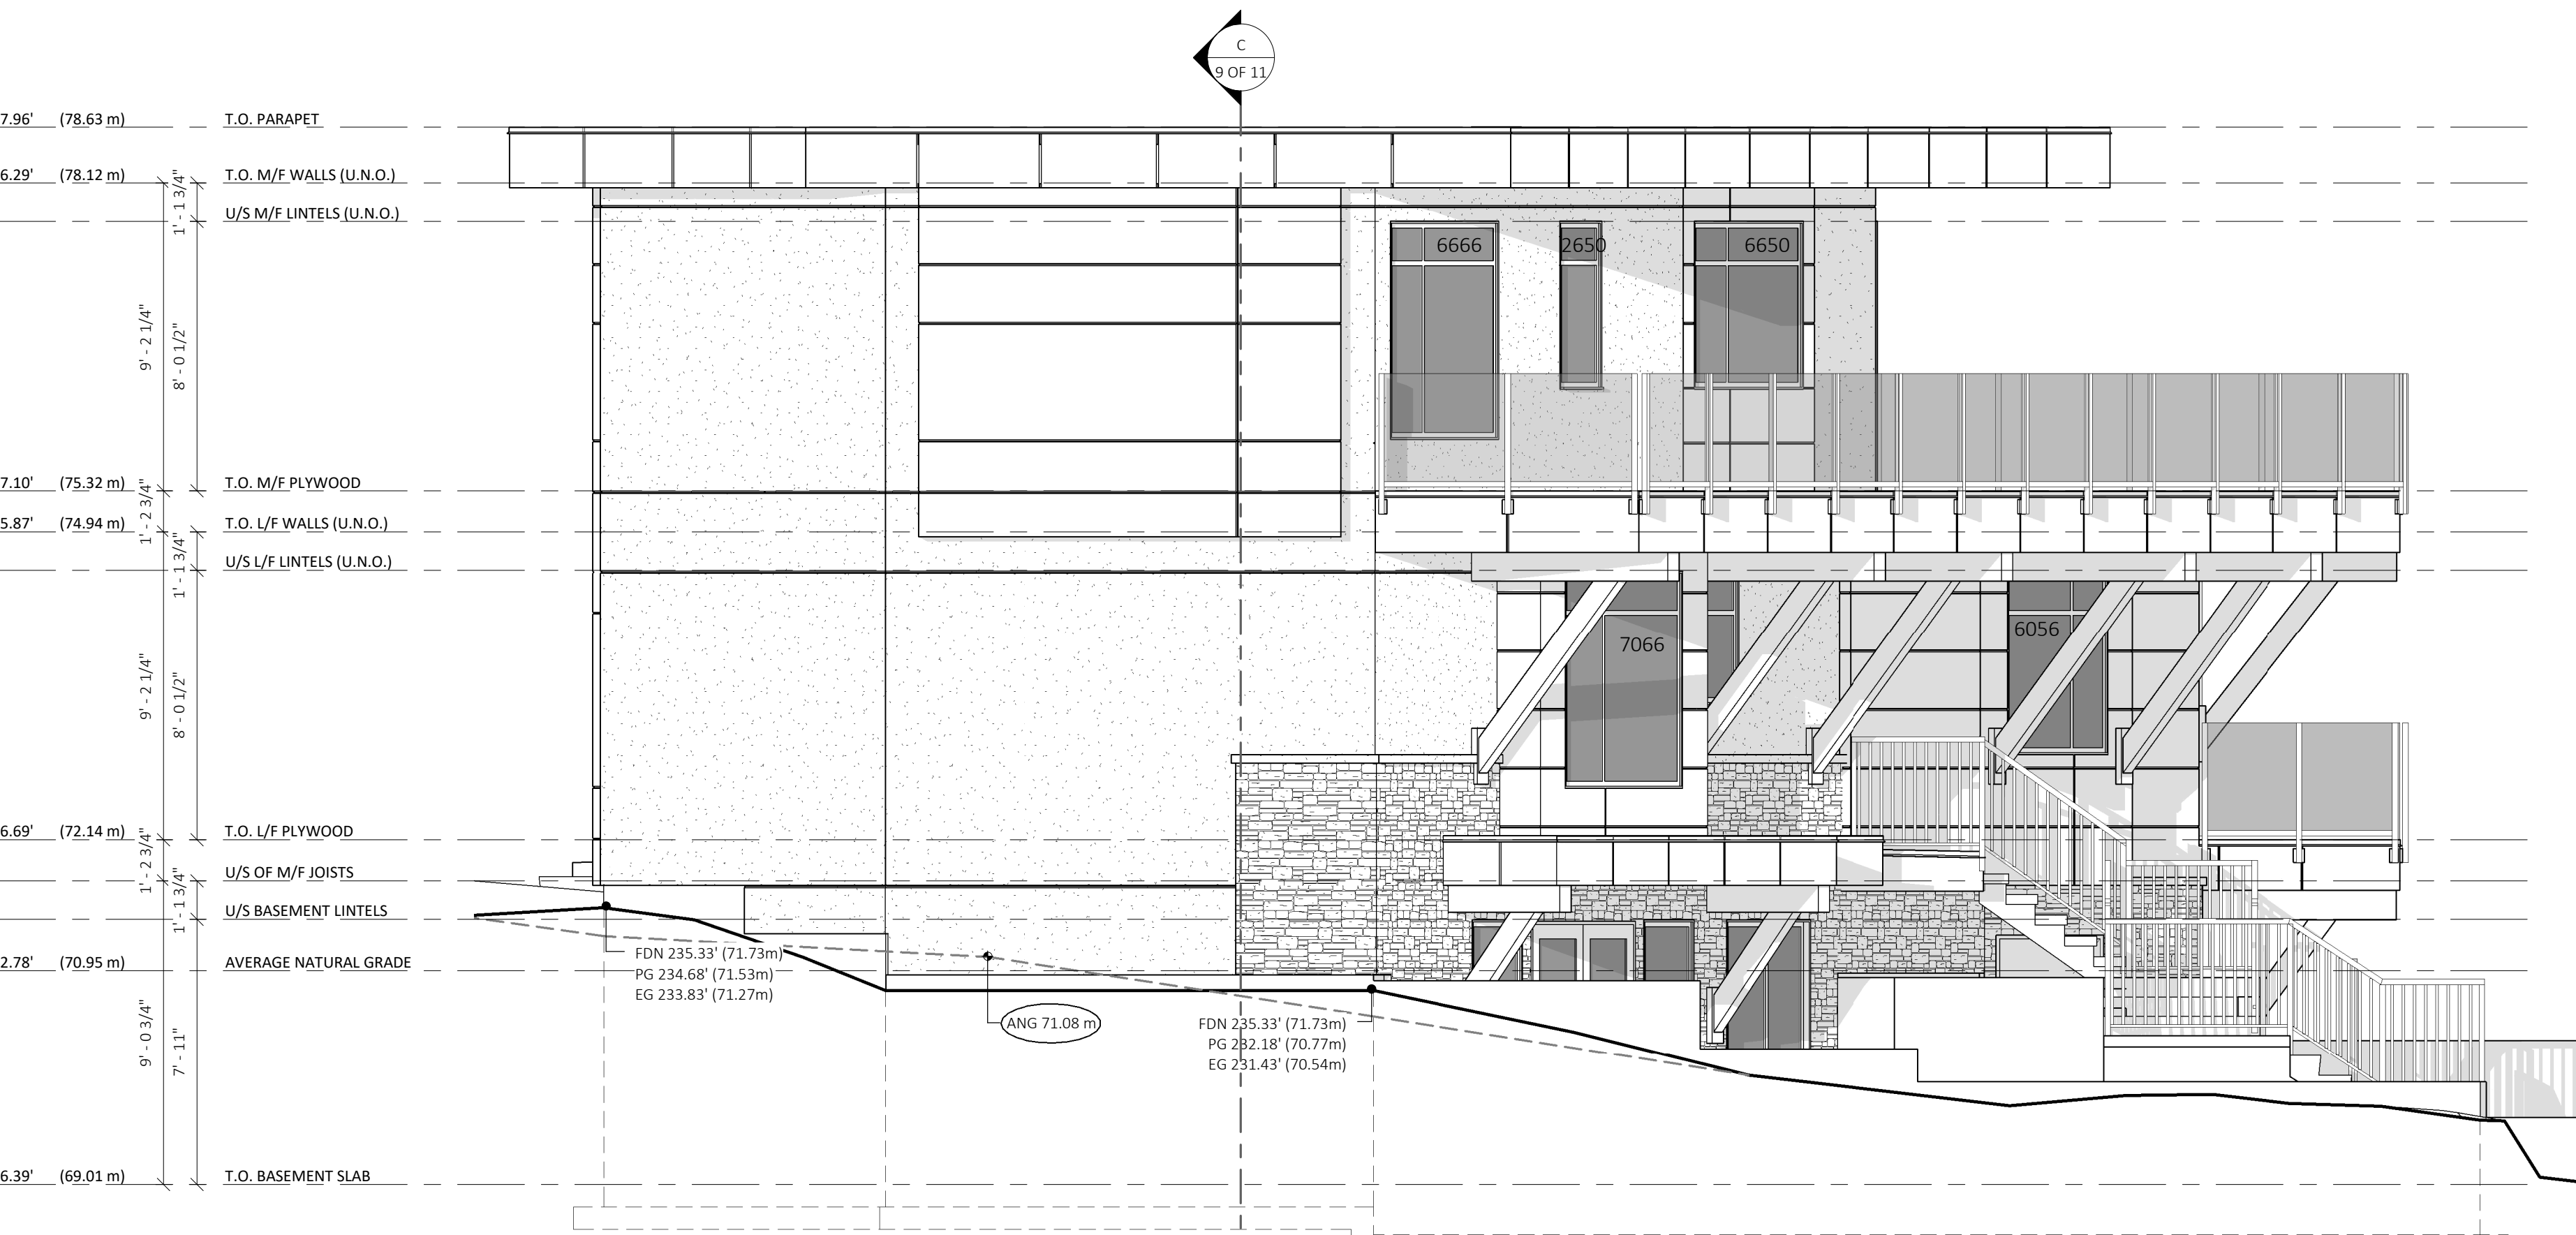 C
9 OF 11
7.96' (78.63 m) T.O. PARAPET
6.29' (78.12 m) T.O. M/F WALLS (U.N.O.)
1' - 1 3/4"
U/S M/F LINTELS (U.N.O.)
6666 2650 6650
9' - 2 1/4"
8' - 0 1/2"
7.10' (75.32 m) T.O. M/F PLYWOOD
1' - 2 3/4"
5.87' (74.94 m) T.O. L/F WALLS (U.N.O.)
1' - 1 3/4"
U/S L/F LINTELS (U.N.O.)
7066 6056
9' - 2 1/4"
8' - 0 1/2"
6.69' (72.14 m) T.O. L/F PLYWOOD
1' - 2 3/4"
U/S OF M/F JOISTS
1' - 1 3/4"
U/S BASEMENT LINTELS
2.78' (70.95 m) AVERAGE NATURAL GRADE
FDN 235.33' (71.73m)
PG 234.68' (71.53m)
EG 233.83' (71.27m)
ANG 71.08 m
FDN 235.33' (71.73m)
PG 232.18' (70.77m)
EG 231.43' (70.54m)
9' - 0 3/4"
7' - 11"
6.39' (69.01 m) T.O. BASEMENT SLAB